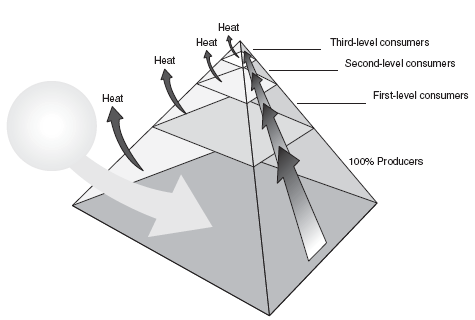 Heat
Third-level consumers
Heat
Heat
Second-level consumers
Heat
First-level consumers
100% Producers